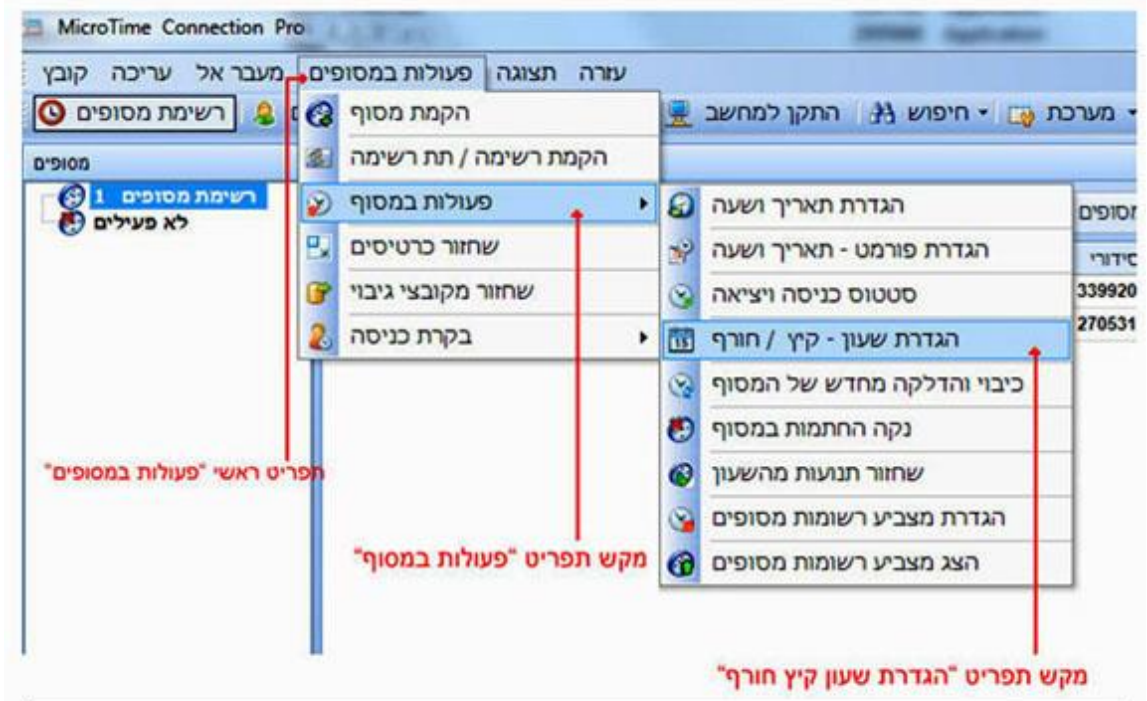 MicroTime Connection Pro
קובץ עריכה מעבר אל פעולות במסופים תצוגה עזרה
רשימת מסופים
התקן למחשב חיפוש מערכת
מסופים
רשימת מסופים 1
לא פעילים
הקמת מסוף
הקמת רשימה / תת רשימה
פעולות במסוף
שחזור כרטיסים
שחזור מקובצי גיבוי
בקרת כניסה
הגדרת תאריך ושעה
הגדרת פורמט - תאריך ושעה
סטטוס כניסה ויציאה
הגדרת שעון - קיץ / חורף
כיבוי והדלקה מחדש של המסוף
נקה החתמות במסוף
שחזור תנועות מהשעון
הגדרת מצביע רשומות מסופים
הצג מצביע רשומות מסופים
סידורי
339920
270531
תפריט ראשי "פעולות במסופים"
מקש תפריט "פעולות במסוף"
מקש תפריט "הגדרת שעון קיץ חורף"